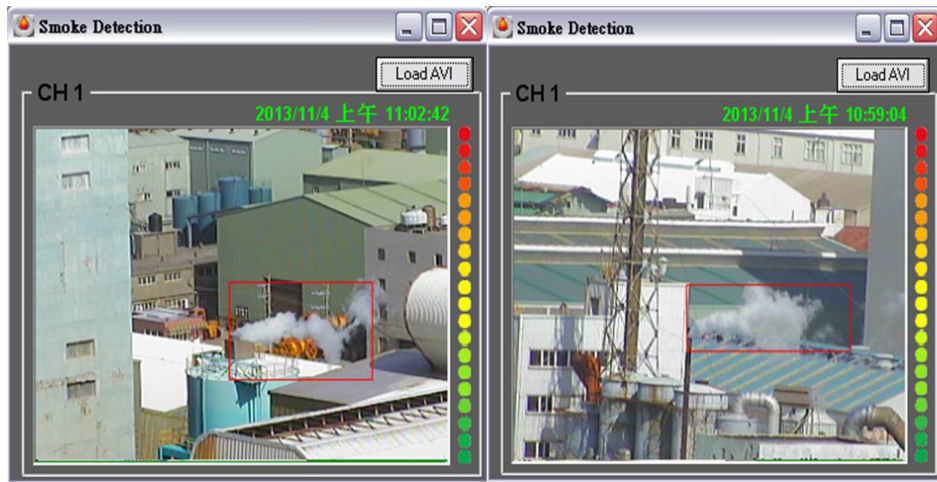 Smoke Detection
Load AVI
CH 1
2013/11/4 上午 11:02:42
Smoke Detection
Load AVI
CH 1
2013/11/4 上午 10:59:04